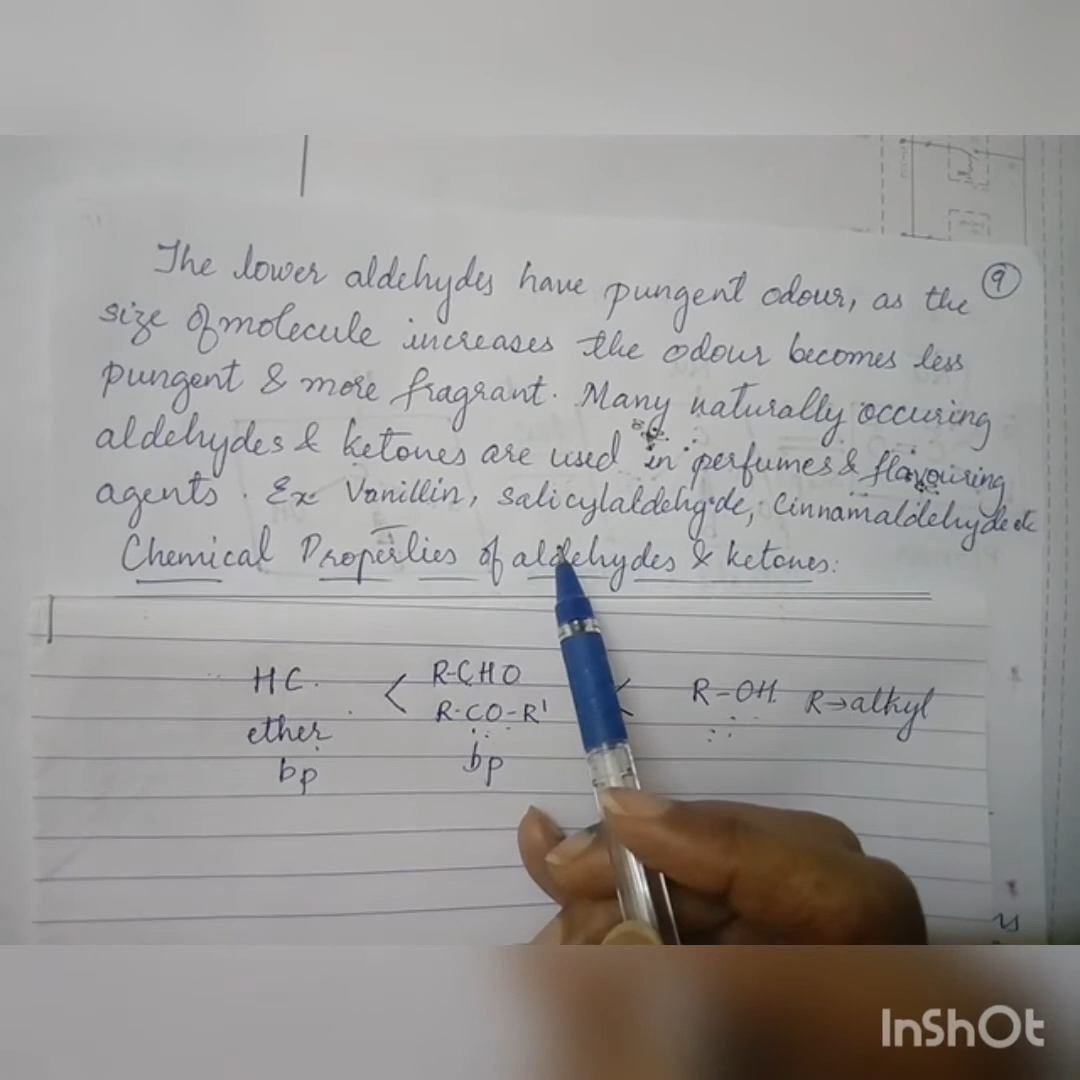 The lower aldehydes have pungent odour, as the 9
size of molecule increases the odour becomes less
pungent & more fragrant. Many naturally occuring
aldehydes & ketones are used in perfumes & flavouring
agents. Ex Vanillin, Salicylaldehyde, Cinnamaldehyde etc
Chemical Properties of aldehydes & ketones:
HC. < R-CHO < R-OH R→alkyl
ether R-CO-R'
bp bp
InShOt